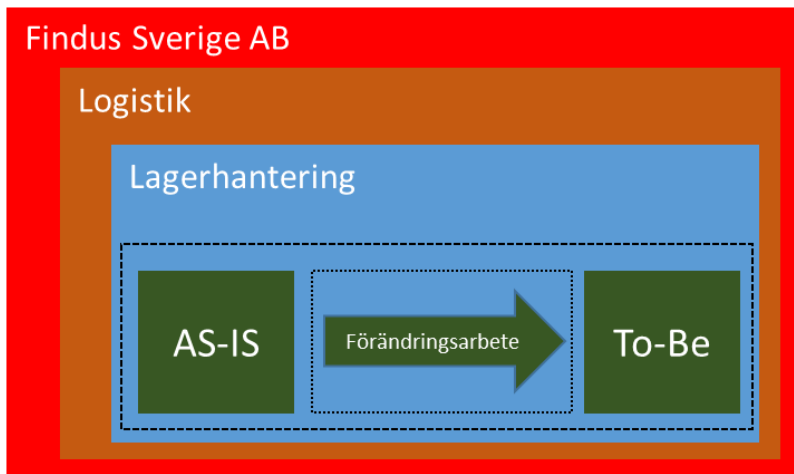 Findus Sverige AB
Logistik
Lagerhantering
AS-IS
Förändringsarbete
To-Be